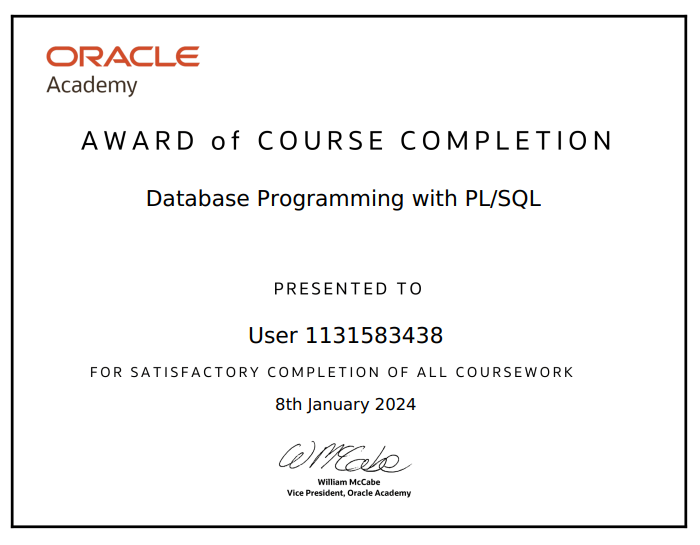 ORACLE
Academy
AWARD of COURSE COMPLETION
Database Programming with PL/SQL
PRESENTED TO
User 1131583438
FOR SATISFACTORY COMPLETION OF ALL COURSEWORK
8th January 2024
WMcCabe
William McCabe
Vice President, Oracle Academy